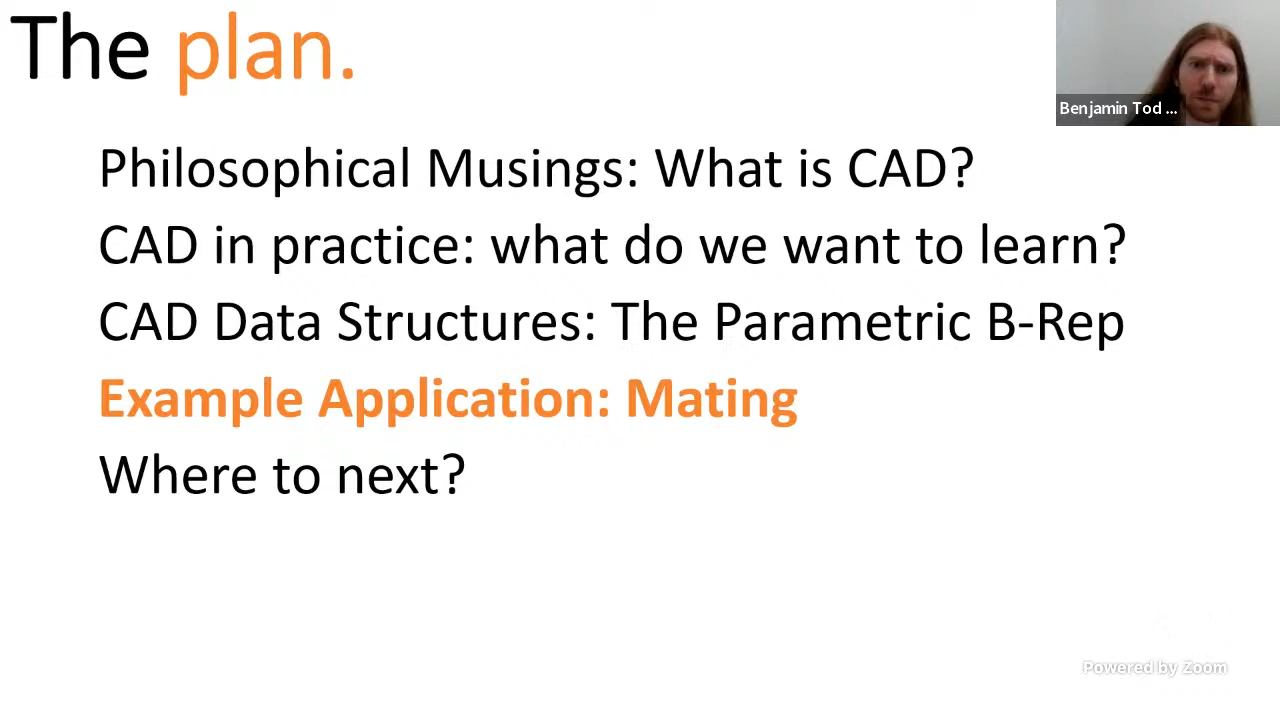 The plan.
Benjamin Tod ...
Philosophical Musings: What is CAD?
CAD in practice: what do we want to learn?
CAD Data Structures: The Parametric B-Rep
Example Application: Mating
Where to next?
Powered by Zoom